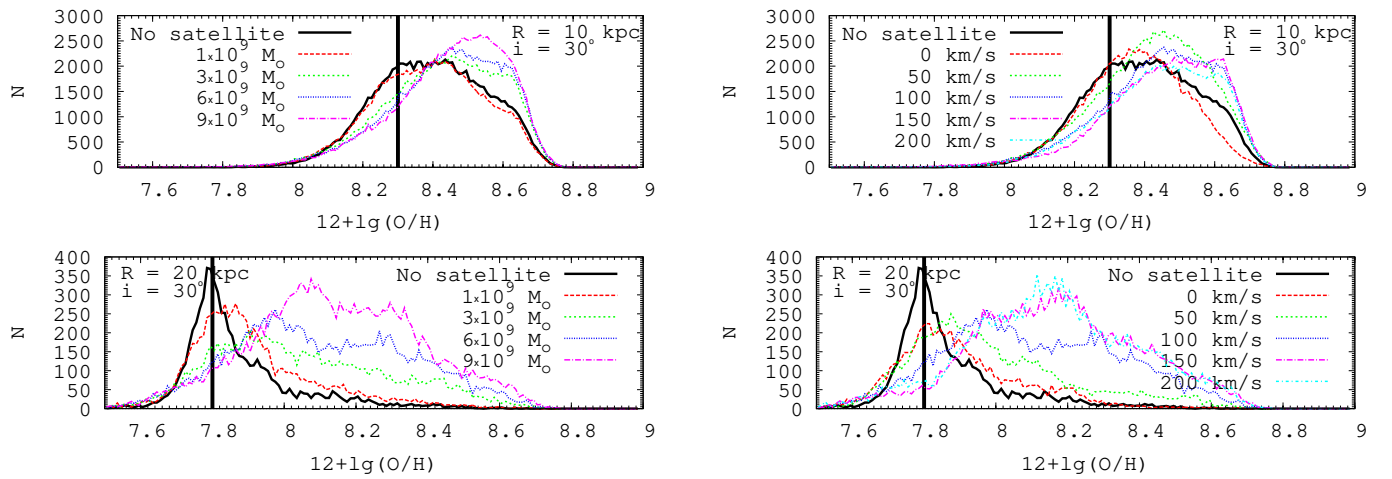 N
3000
2500
2000
1500
1000
500
0
No satellite
1x10^9 M_o
3x10^9 M_o
6x10^9 M_o
9x10^9 M_o
R = 10 kpc
i = 30°
7.6 7.8 8 8.2 8.4 8.6 8.8 9
12+lg(O/H)
N
3000
2500
2000
1500
1000
500
0
No satellite
0 km/s
50 km/s
100 km/s
150 km/s
200 km/s
R = 10 kpc
i = 30°
7.6 7.8 8 8.2 8.4 8.6 8.8 9
12+lg(O/H)
N
400
350
300
250
200
150
100
50
0
R = 20 kpc
i = 30°
No satellite
1x10^9 M_o
3x10^9 M_o
6x10^9 M_o
9x10^9 M_o
7.6 7.8 8 8.2 8.4 8.6 8.8 9
12+lg(O/H)
N
400
350
300
250
200
150
100
50
0
R = 20 kpc
i = 30°
No satellite
0 km/s
50 km/s
100 km/s
150 km/s
200 km/s
7.6 7.8 8 8.2 8.4 8.6 8.8 9
12+lg(O/H)